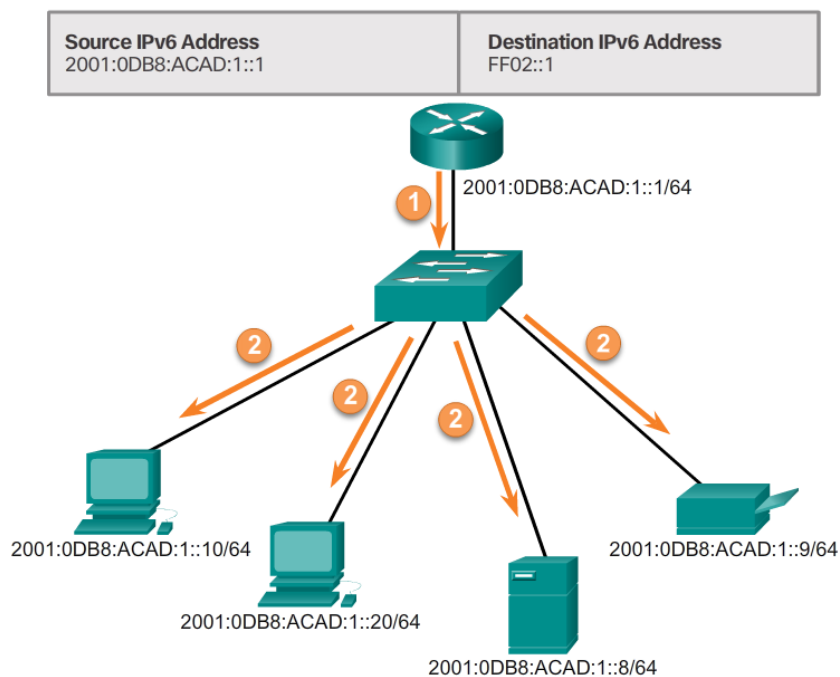 Source IPv6 Address
2001:0DB8:ACAD:1::1
Destination IPv6 Address
FF02::1
2001:0DB8:ACAD:1::1/64
1
2
2
2
2
2001:0DB8:ACAD:1::10/64
2001:0DB8:ACAD:1::20/64
2001:0DB8:ACAD:1::8/64
2001:0DB8:ACAD:1::9/64